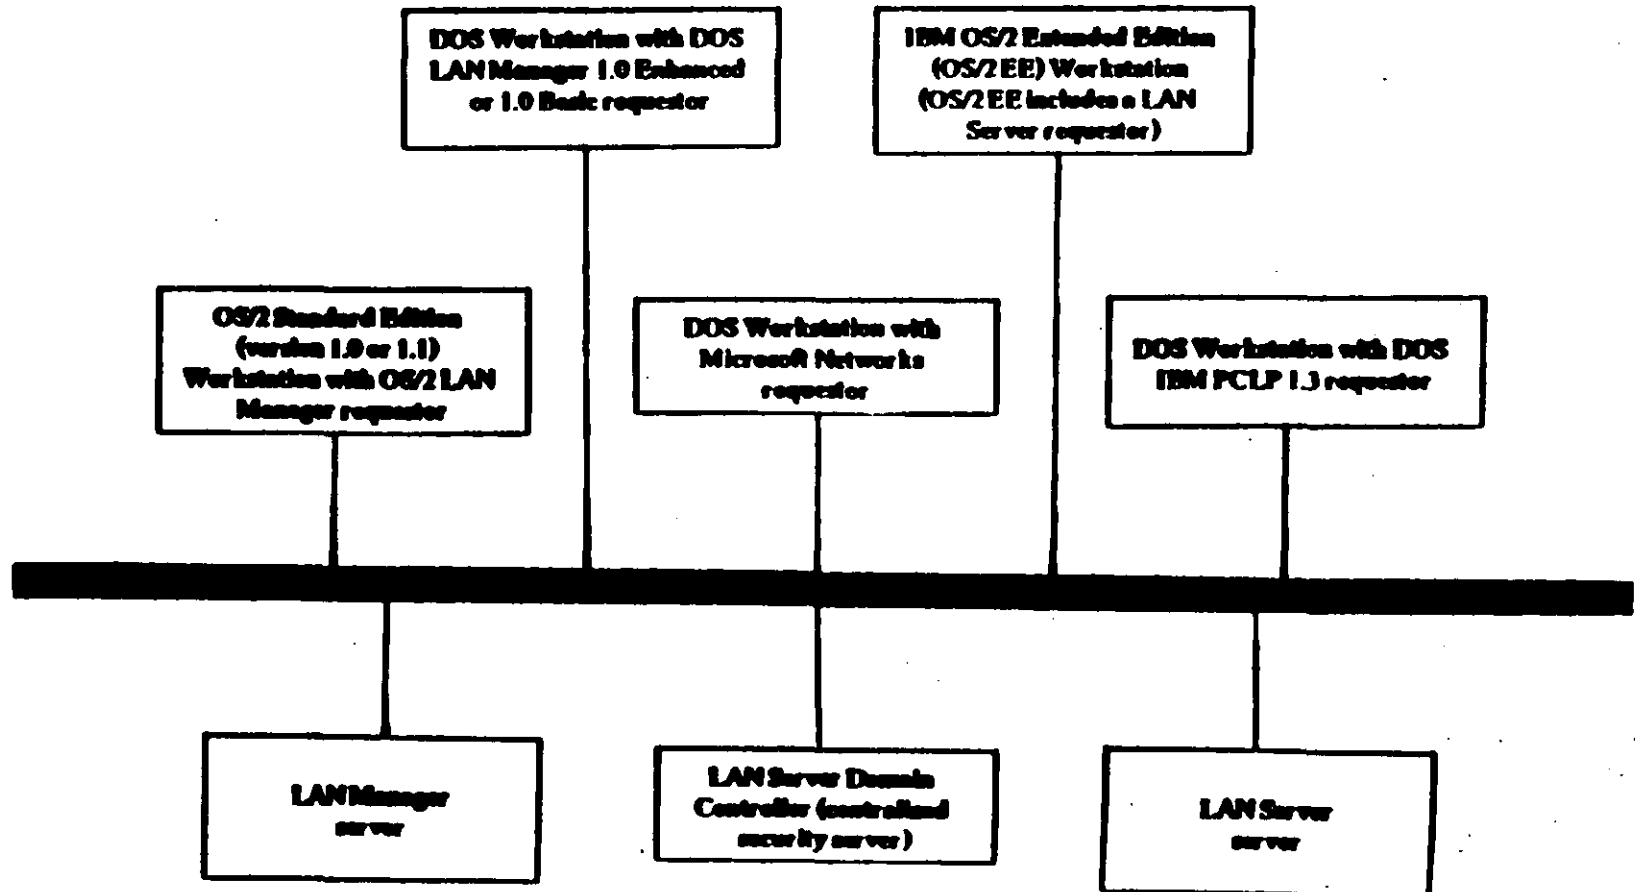 DOS Workstation with DOS
LAN Manager 1.0 Enhanced
or 1.0 Basic requestor
IBM OS/2 Extended Edition
(OS/2 EE) Workstation
(OS/2 EE includes a LAN
Server requestor)
OS/2 Standard Edition
(version 1.0 or 1.1)
Workstation with OS/2 LAN
Manager requestor
DOS Workstation with
Microsoft Networks
requestor
DOS Workstation with DOS
IBM PCLP 1.3 requestor
LAN Manager
server
LAN Server Domain
Controller (centralized
security server)
LAN Server
server